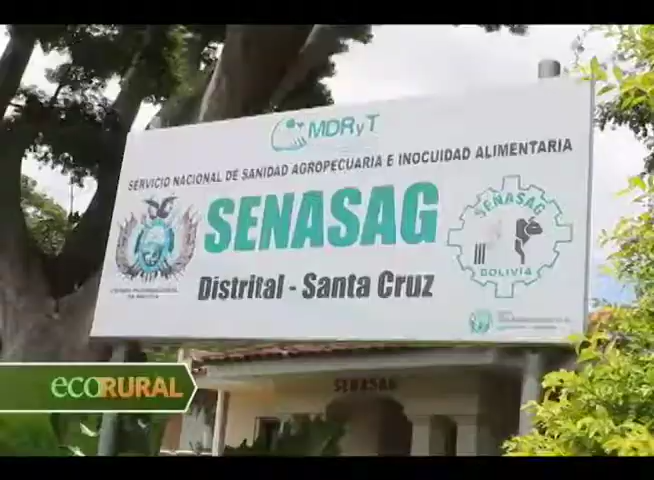 MDRyT
SERVICIO NACIONAL DE SANIDAD AGROPECUARIA E INOCUIDAD ALIMENTARIA
SENASAG
Distrital - Santa Cruz
SENASAG
BOLIVIA
SENASAG
ecoRURAL